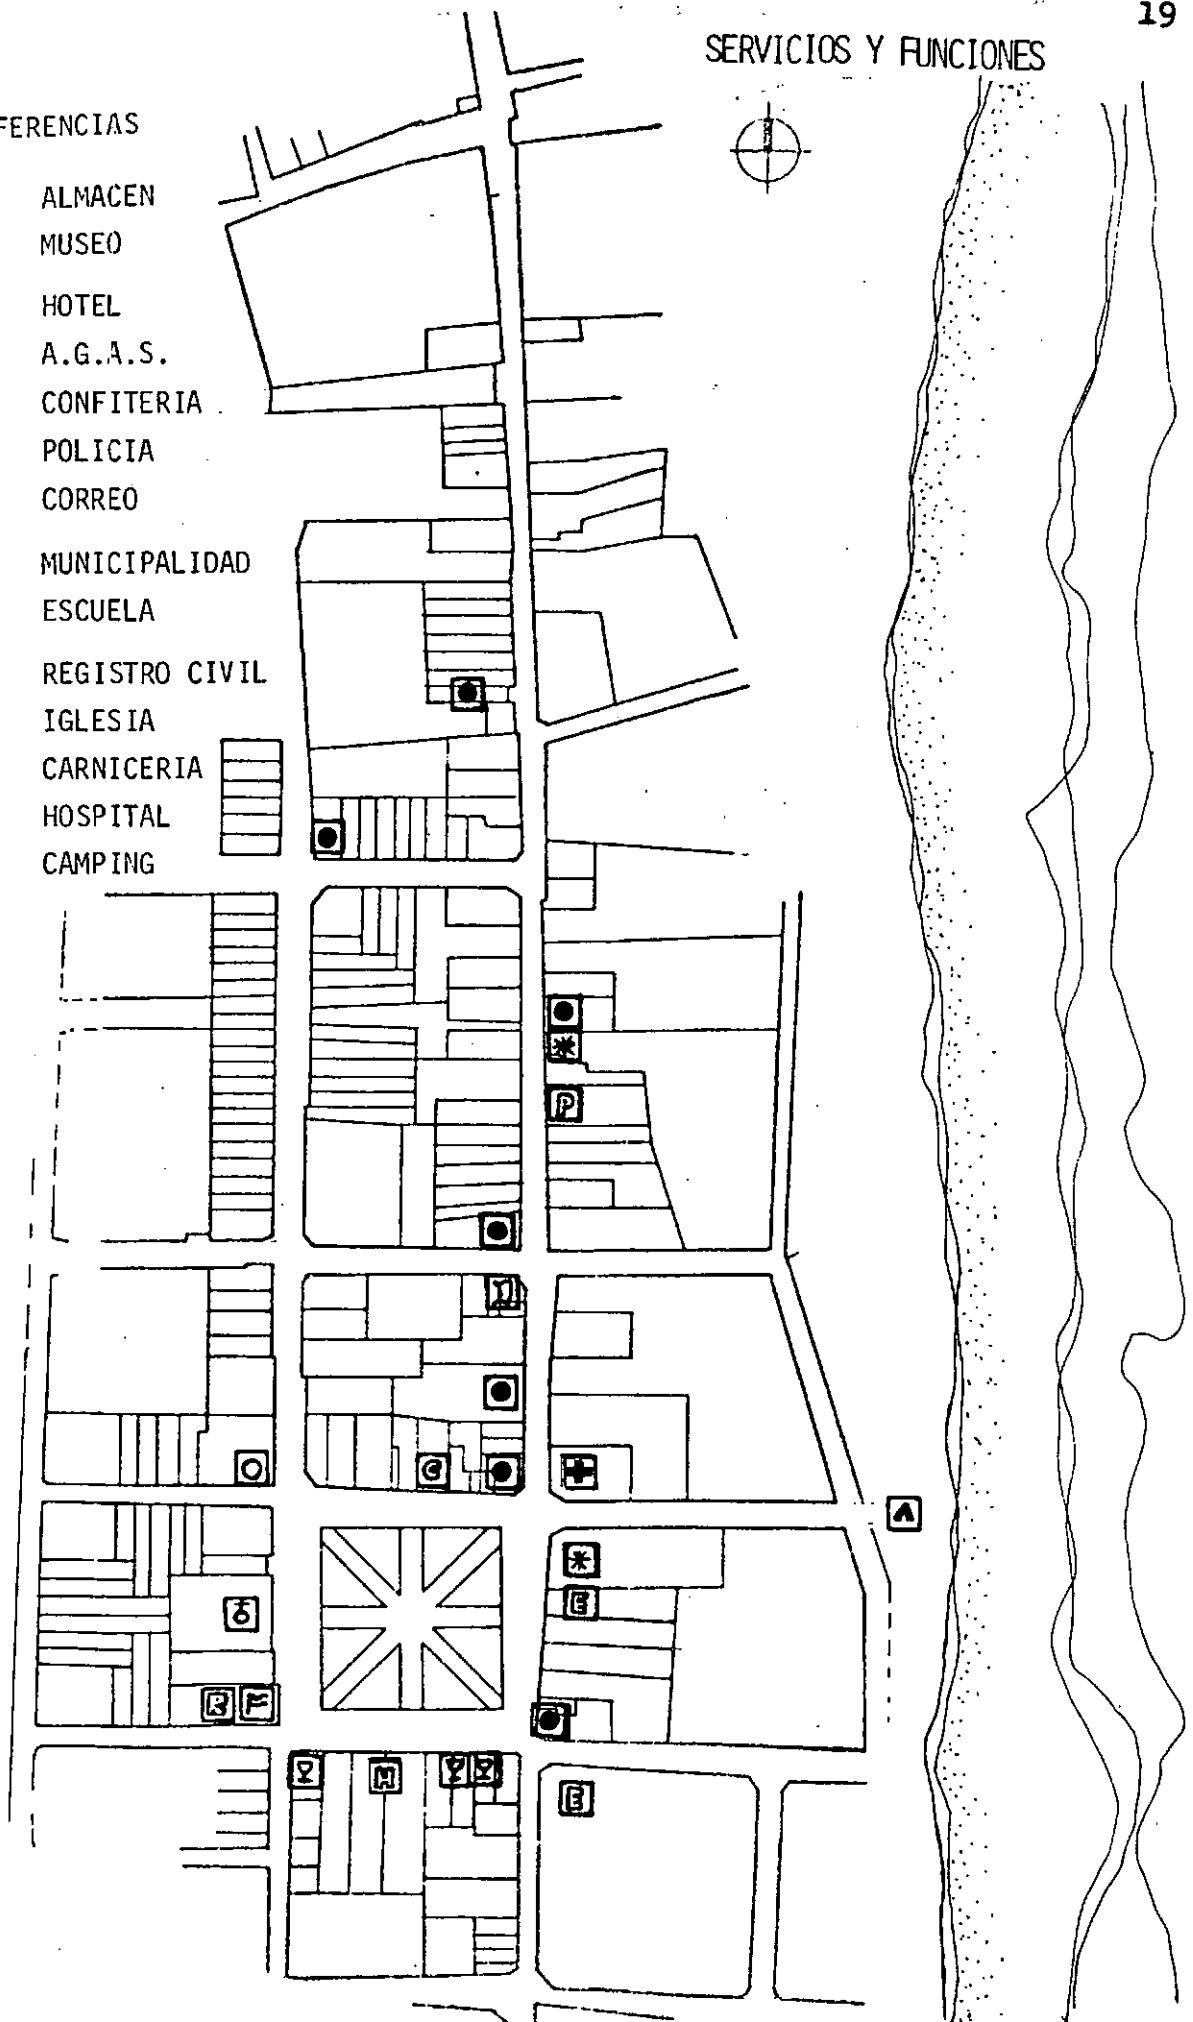 19
SERVICIOS Y FUNCIONES
FERENCIAS
ALMACEN
MUSEO
HOTEL
A.G.A.S.
CONFITERIA
POLICIA
CORREO
MUNICIPALIDAD
ESCUELA
REGISTRO CIVIL
IGLESIA
CARNICERIA
HOSPITAL
CAMPING
P
C
E
R
M
E